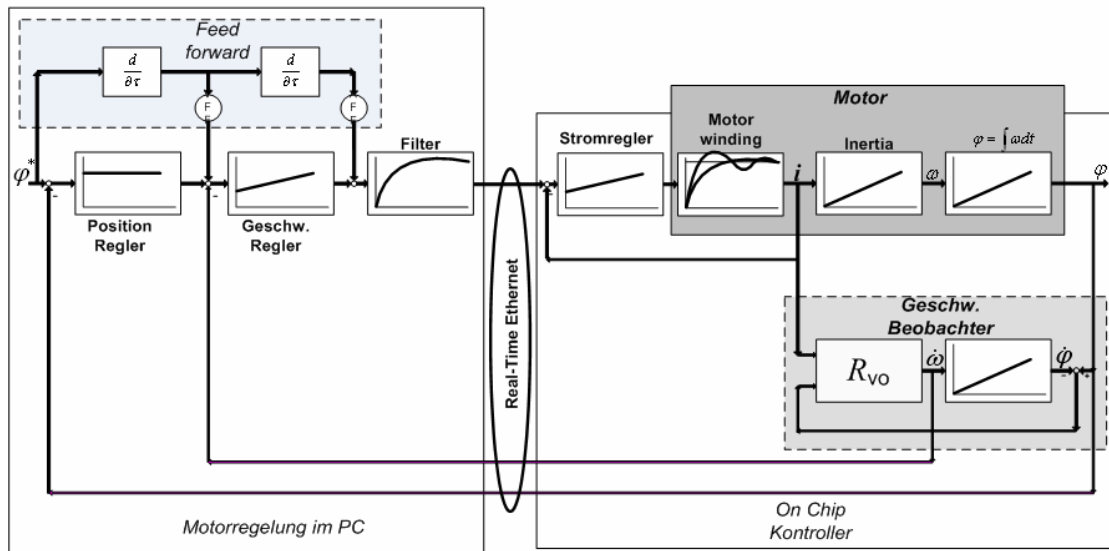 Feed
forward
d
∂τ
d
∂τ
F
F
Filter
φ*
Position
Regler
Geschw.
Regler
Motorregelung im PC
Real-Time Ethernet
Motor
Stromregler
Motor
winding
Inertia
φ = ∫ ωdt
i
ω
φ
Geschw.
Beobachter
R_VO
ω̇
φ̇
On Chip
Kontroller